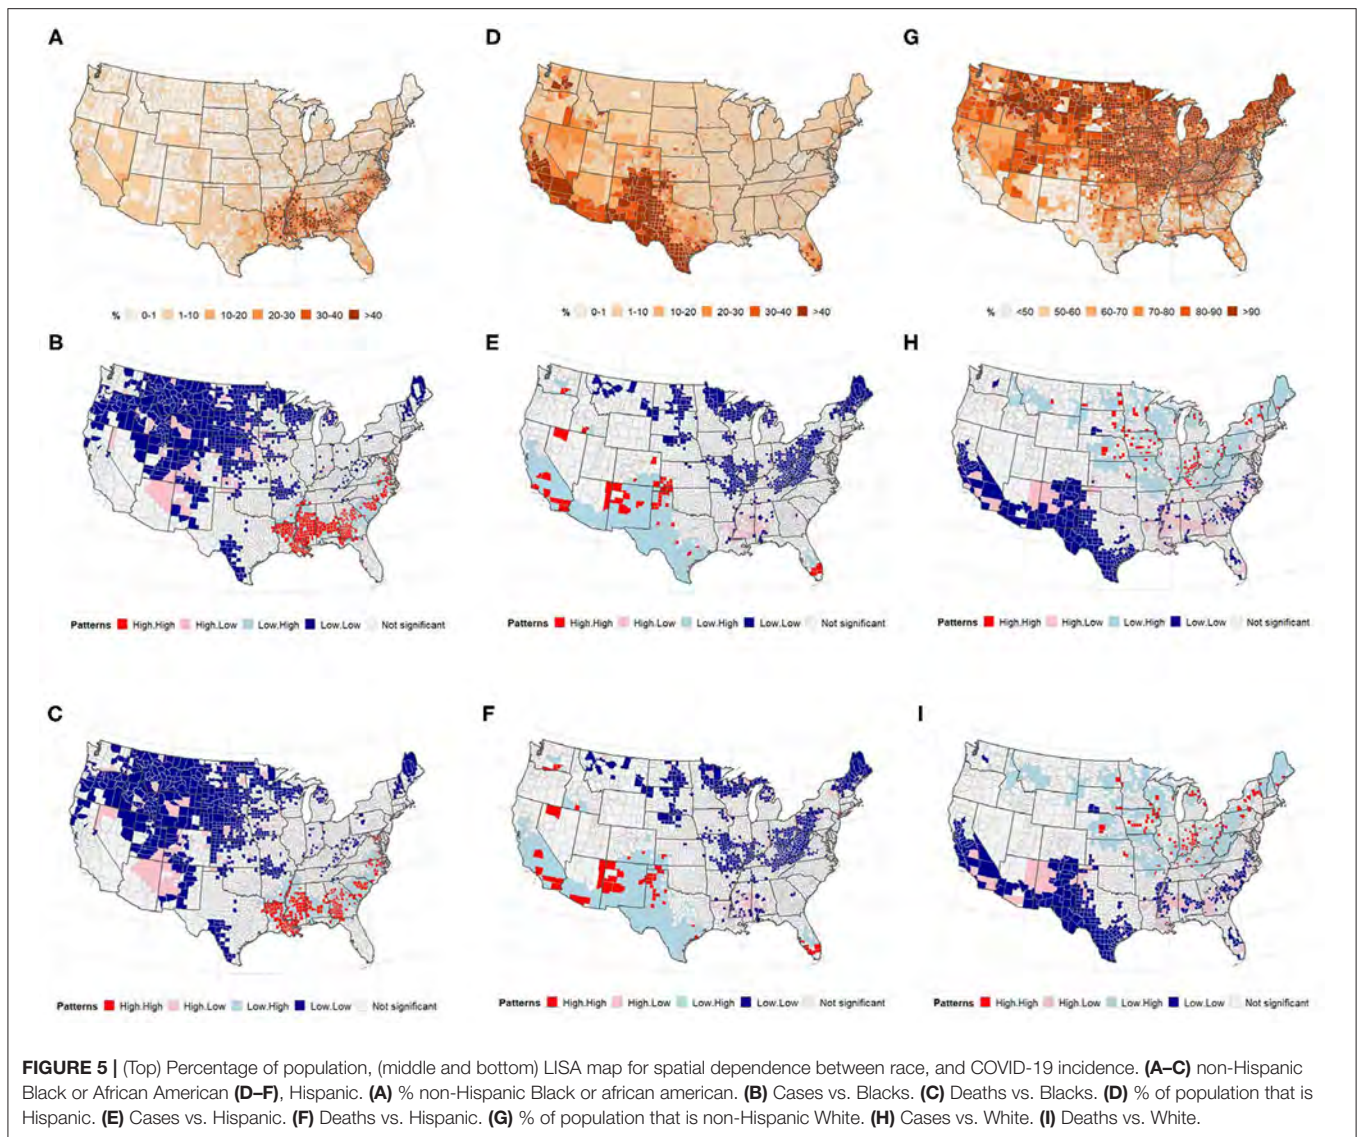 A
D
G
% 0-1 1-10 10-20 20-30 30-40 >40
% 0-1 1-10 10-20 20-30 30-40 >40
% <50 50-60 60-70 70-80 80-90 >90
B
E
H
Patterns High.High High.Low Low.High Low.Low Not significant
Patterns High.High High.Low Low.High Low.Low Not significant
Patterns High.High High.Low Low.High Low.Low Not significant
C
F
I
Patterns High.High High.Low Low.High Low.Low Not significant
Patterns High.High High.Low Low.High Low.Low Not significant
Patterns High.High High.Low Low.High Low.Low Not significant
FIGURE 5 | (Top) Percentage of population, (middle and bottom) LISA map for spatial dependence between race, and COVID-19 incidence. (A–C) non-Hispanic
Black or African American (D–F), Hispanic. (A) % non-Hispanic Black or african american. (B) Cases vs. Blacks. (C) Deaths vs. Blacks. (D) % of population that is
Hispanic. (E) Cases vs. Hispanic. (F) Deaths vs. Hispanic. (G) % of population that is non-Hispanic White. (H) Cases vs. White. (I) Deaths vs. White.